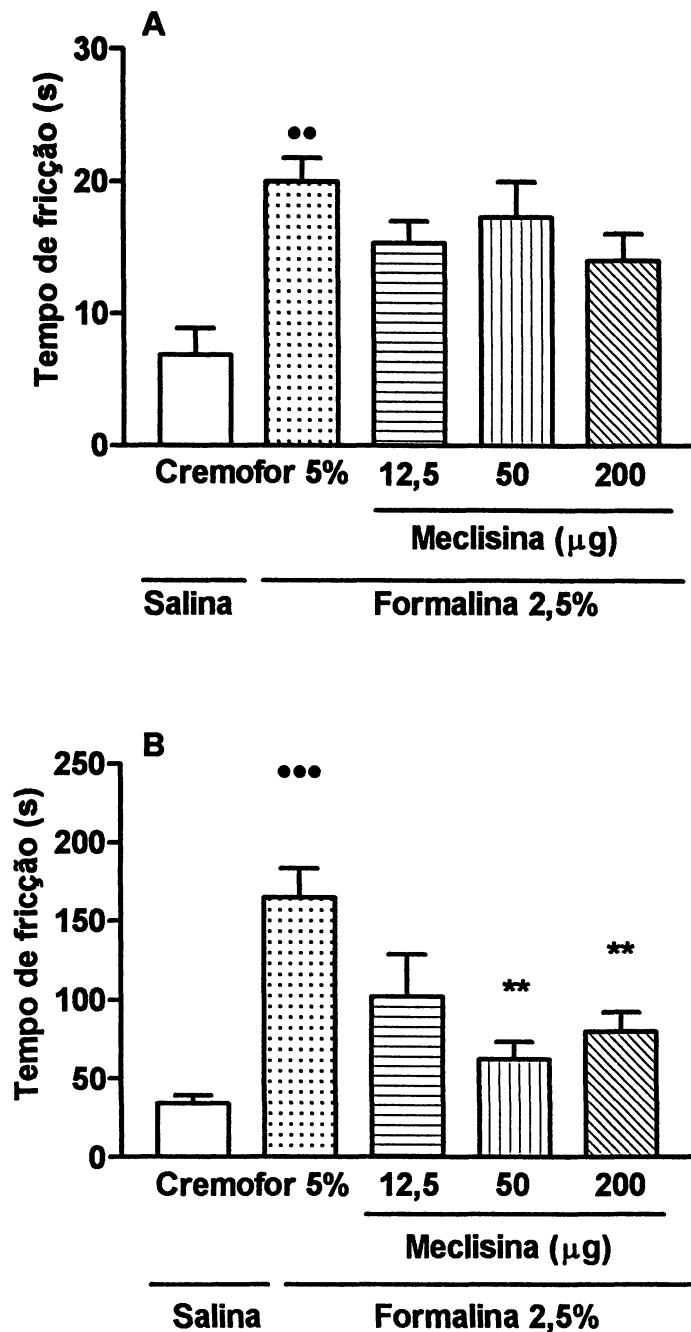 A
Tempo de fricção (s)
30
20
10
0
••
Cremofor 5% 12,5 50 200
Meclisina (µg)
Salina Formalina 2,5%
B
Tempo de fricção (s)
250
200
150
100
50
0
•••
**
**
Cremofor 5% 12,5 50 200
Meclisina (µg)
Salina Formalina 2,5%